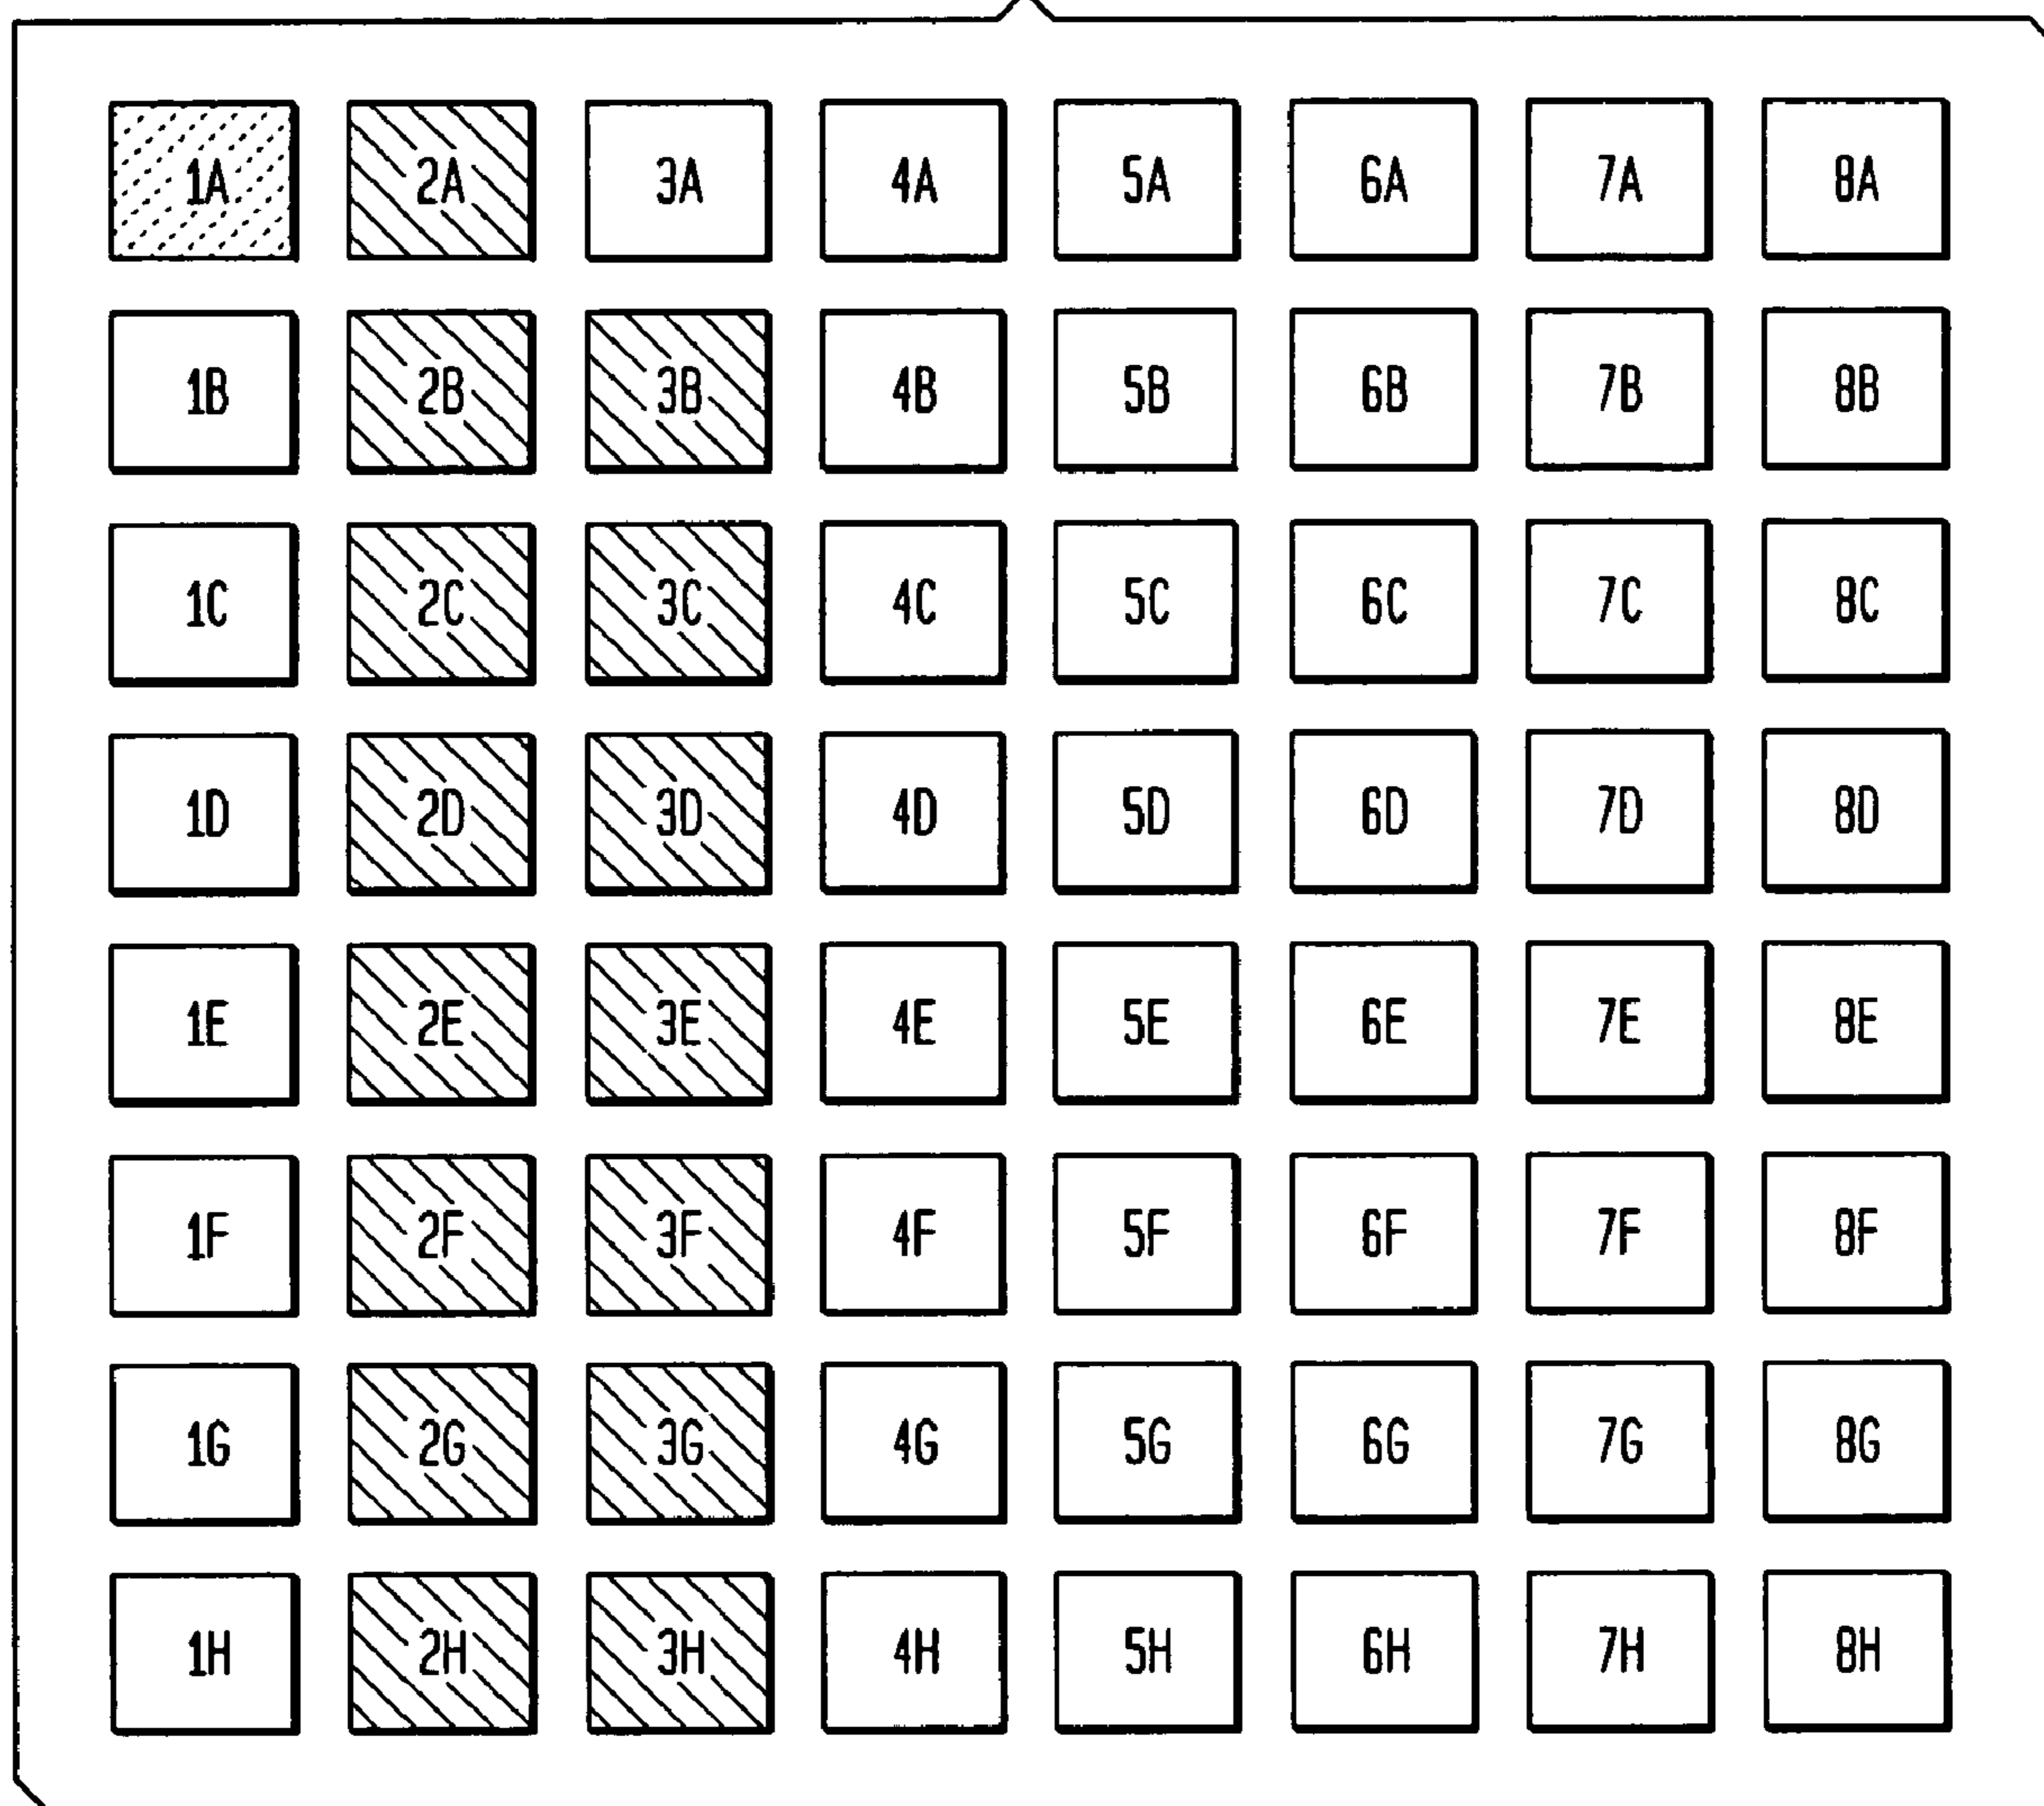 1A 2A 3A 4A 5A 6A 7A 8A
1B 2B 3B 4B 5B 6B 7B 8B
1C 2C 3C 4C 5C 6C 7C 8C
1D 2D 3D 4D 5D 6D 7D 8D
1E 2E 3E 4E 5E 6E 7E 8E
1F 2F 3F 4F 5F 6F 7F 8F
1G 2G 3G 4G 5G 6G 7G 8G
1H 2H 3H 4H 5H 6H 7H 8H